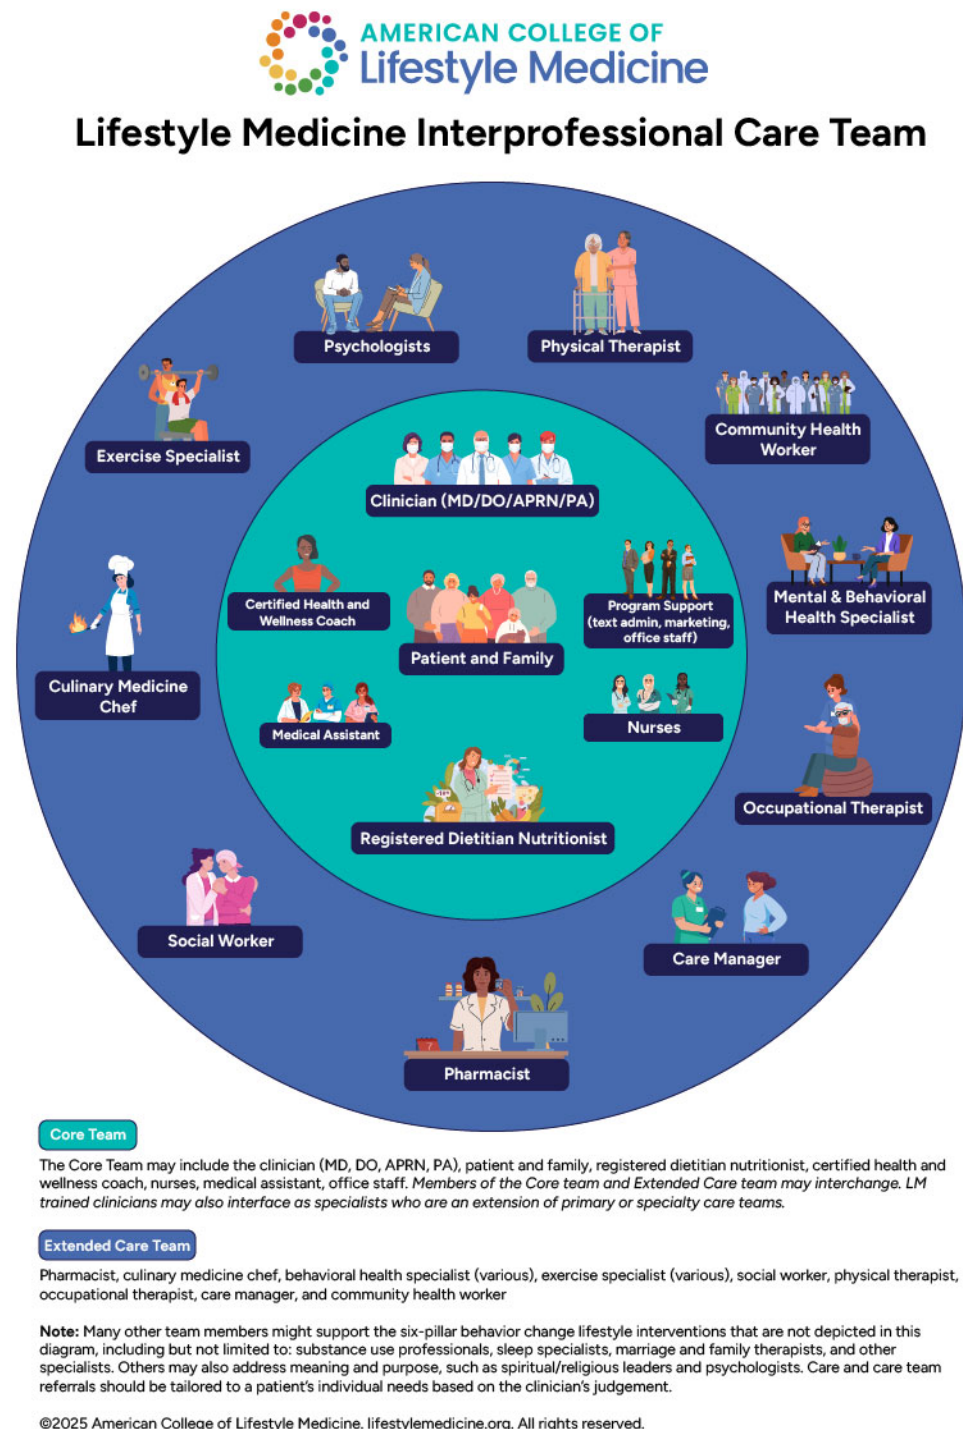 AMERICAN COLLEGE OF
Lifestyle Medicine
Lifestyle Medicine Interprofessional Care Team
Psychologists
Physical Therapist
Exercise Specialist
Community Health
Worker
Clinician (MD/DO/APRN/PA)
Certified Health and
Wellness Coach
Program Support
(text admin, marketing,
office staff)
Mental & Behavioral
Health Specialist
Patient and Family
Culinary Medicine
Chef
Medical Assistant
Nurses
Occupational Therapist
Registered Dietitian Nutritionist
Social Worker
Care Manager
Pharmacist
Core Team
The Core Team may include the clinician (MD, DO, APRN, PA), patient and family, registered dietitian nutritionist, certified health and
wellness coach, nurses, medical assistant, office staff. Members of the Core team and Extended Care team may interchange. LM
trained clinicians may also interface as specialists who are an extension of primary or specialty care teams.
Extended Care Team
Pharmacist, culinary medicine chef, behavioral health specialist (various), exercise specialist (various), social worker, physical therapist,
occupational therapist, care manager, and community health worker
Note: Many other team members might support the six-pillar behavior change lifestyle interventions that are not depicted in this
diagram, including but not limited to: substance use professionals, sleep specialists, marriage and family therapists, and other
specialists. Others may also address meaning and purpose, such as spiritual/religious leaders and psychologists. Care and care team
referrals should be tailored to a patient's individual needs based on the clinician's judgement.
©2025 American College of Lifestyle Medicine. lifestylemedicine.org. All rights reserved.